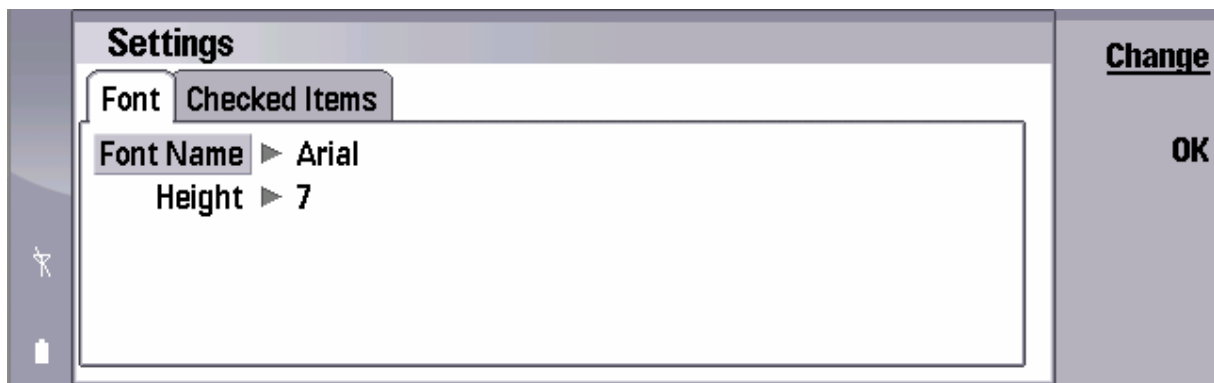 Settings
Change
Font Checked Items
Font Name Arial
OK
Height 7